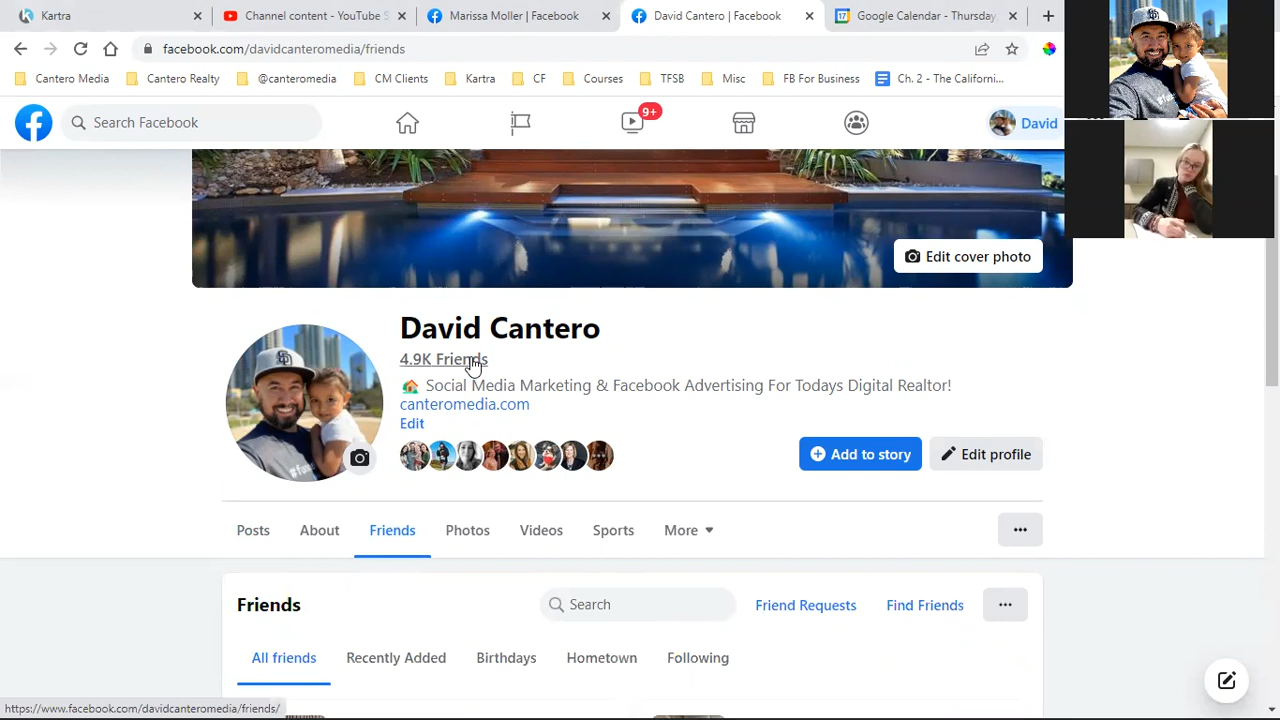 Kartra
Channel content - YouTube S
Marissa Moller | Facebook
David Cantero | Facebook
Google Calendar - Thursday
facebook.com/davidcanteromedia/friends
Cantero Media
Cantero Realty
@canteromedia
CM Clients
Kartra
CF
Courses
TFSB
Misc
FB For Business
Ch. 2 - The Californi...
Search Facebook
9+
David
Edit cover photo
David Cantero
4.9K Friends
Social Media Marketing & Facebook Advertising For Todays Digital Realtor!
canteromedia.com
Edit
Add to story
Edit profile
Posts
About
Friends
Photos
Videos
Sports
More
Friends
Search
Friend Requests
Find Friends
All friends
Recently Added
Birthdays
Hometown
Following
https://www.facebook.com/davidcanteromedia/friends/